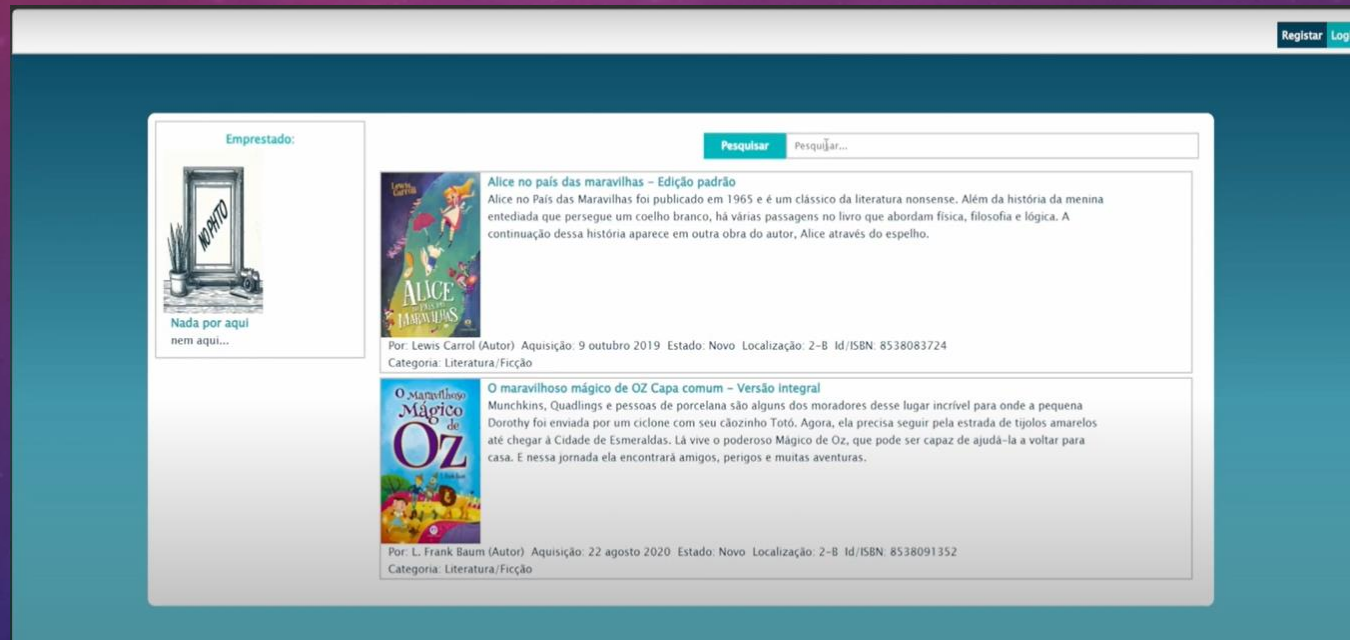 Registar Log
Emprestado:
NO PHTO
Nada por aqui
nem aqui...
Pesquisar Pesquisar...
Lewis
Carroll
ALICE
NO PAÍS DAS
MARAVILHAS
Alice no país das maravilhas – Edição padrão
Alice no País das Maravilhas foi publicado em 1965 e é um clássico da literatura nonsense. Além da história da menina
entediada que persegue um coelho branco, há várias passagens no livro que abordam física, filosofia e lógica. A
continuação dessa história aparece em outra obra do autor, Alice através do espelho.
Por: Lewis Carrol (Autor) Aquisição: 9 outubro 2019 Estado: Novo Localização: 2-B Id/ISBN: 8538083724
Categoria: Literatura/Ficção
O Maravilhoso
Mágico
de
OZ
O maravilhoso mágico de OZ Capa comum – Versão integral
Munchkins, Quadlings e pessoas de porcelana são alguns dos moradores desse lugar incrível para onde a pequena
Dorothy foi enviada por um ciclone com seu cãozinho Totó. Agora, ela precisa seguir pela estrada de tijolos amarelos
até chegar à Cidade de Esmeraldas. Lá vive o poderoso Mágico de Oz, que pode ser capaz de ajudá-la a voltar para
casa. E nessa jornada ela encontrará amigos, perigos e muitas aventuras.
Por: L. Frank Baum (Autor) Aquisição: 22 agosto 2020 Estado: Novo Localização: 2-B Id/ISBN: 8538091352
Categoria: Literatura/Ficção